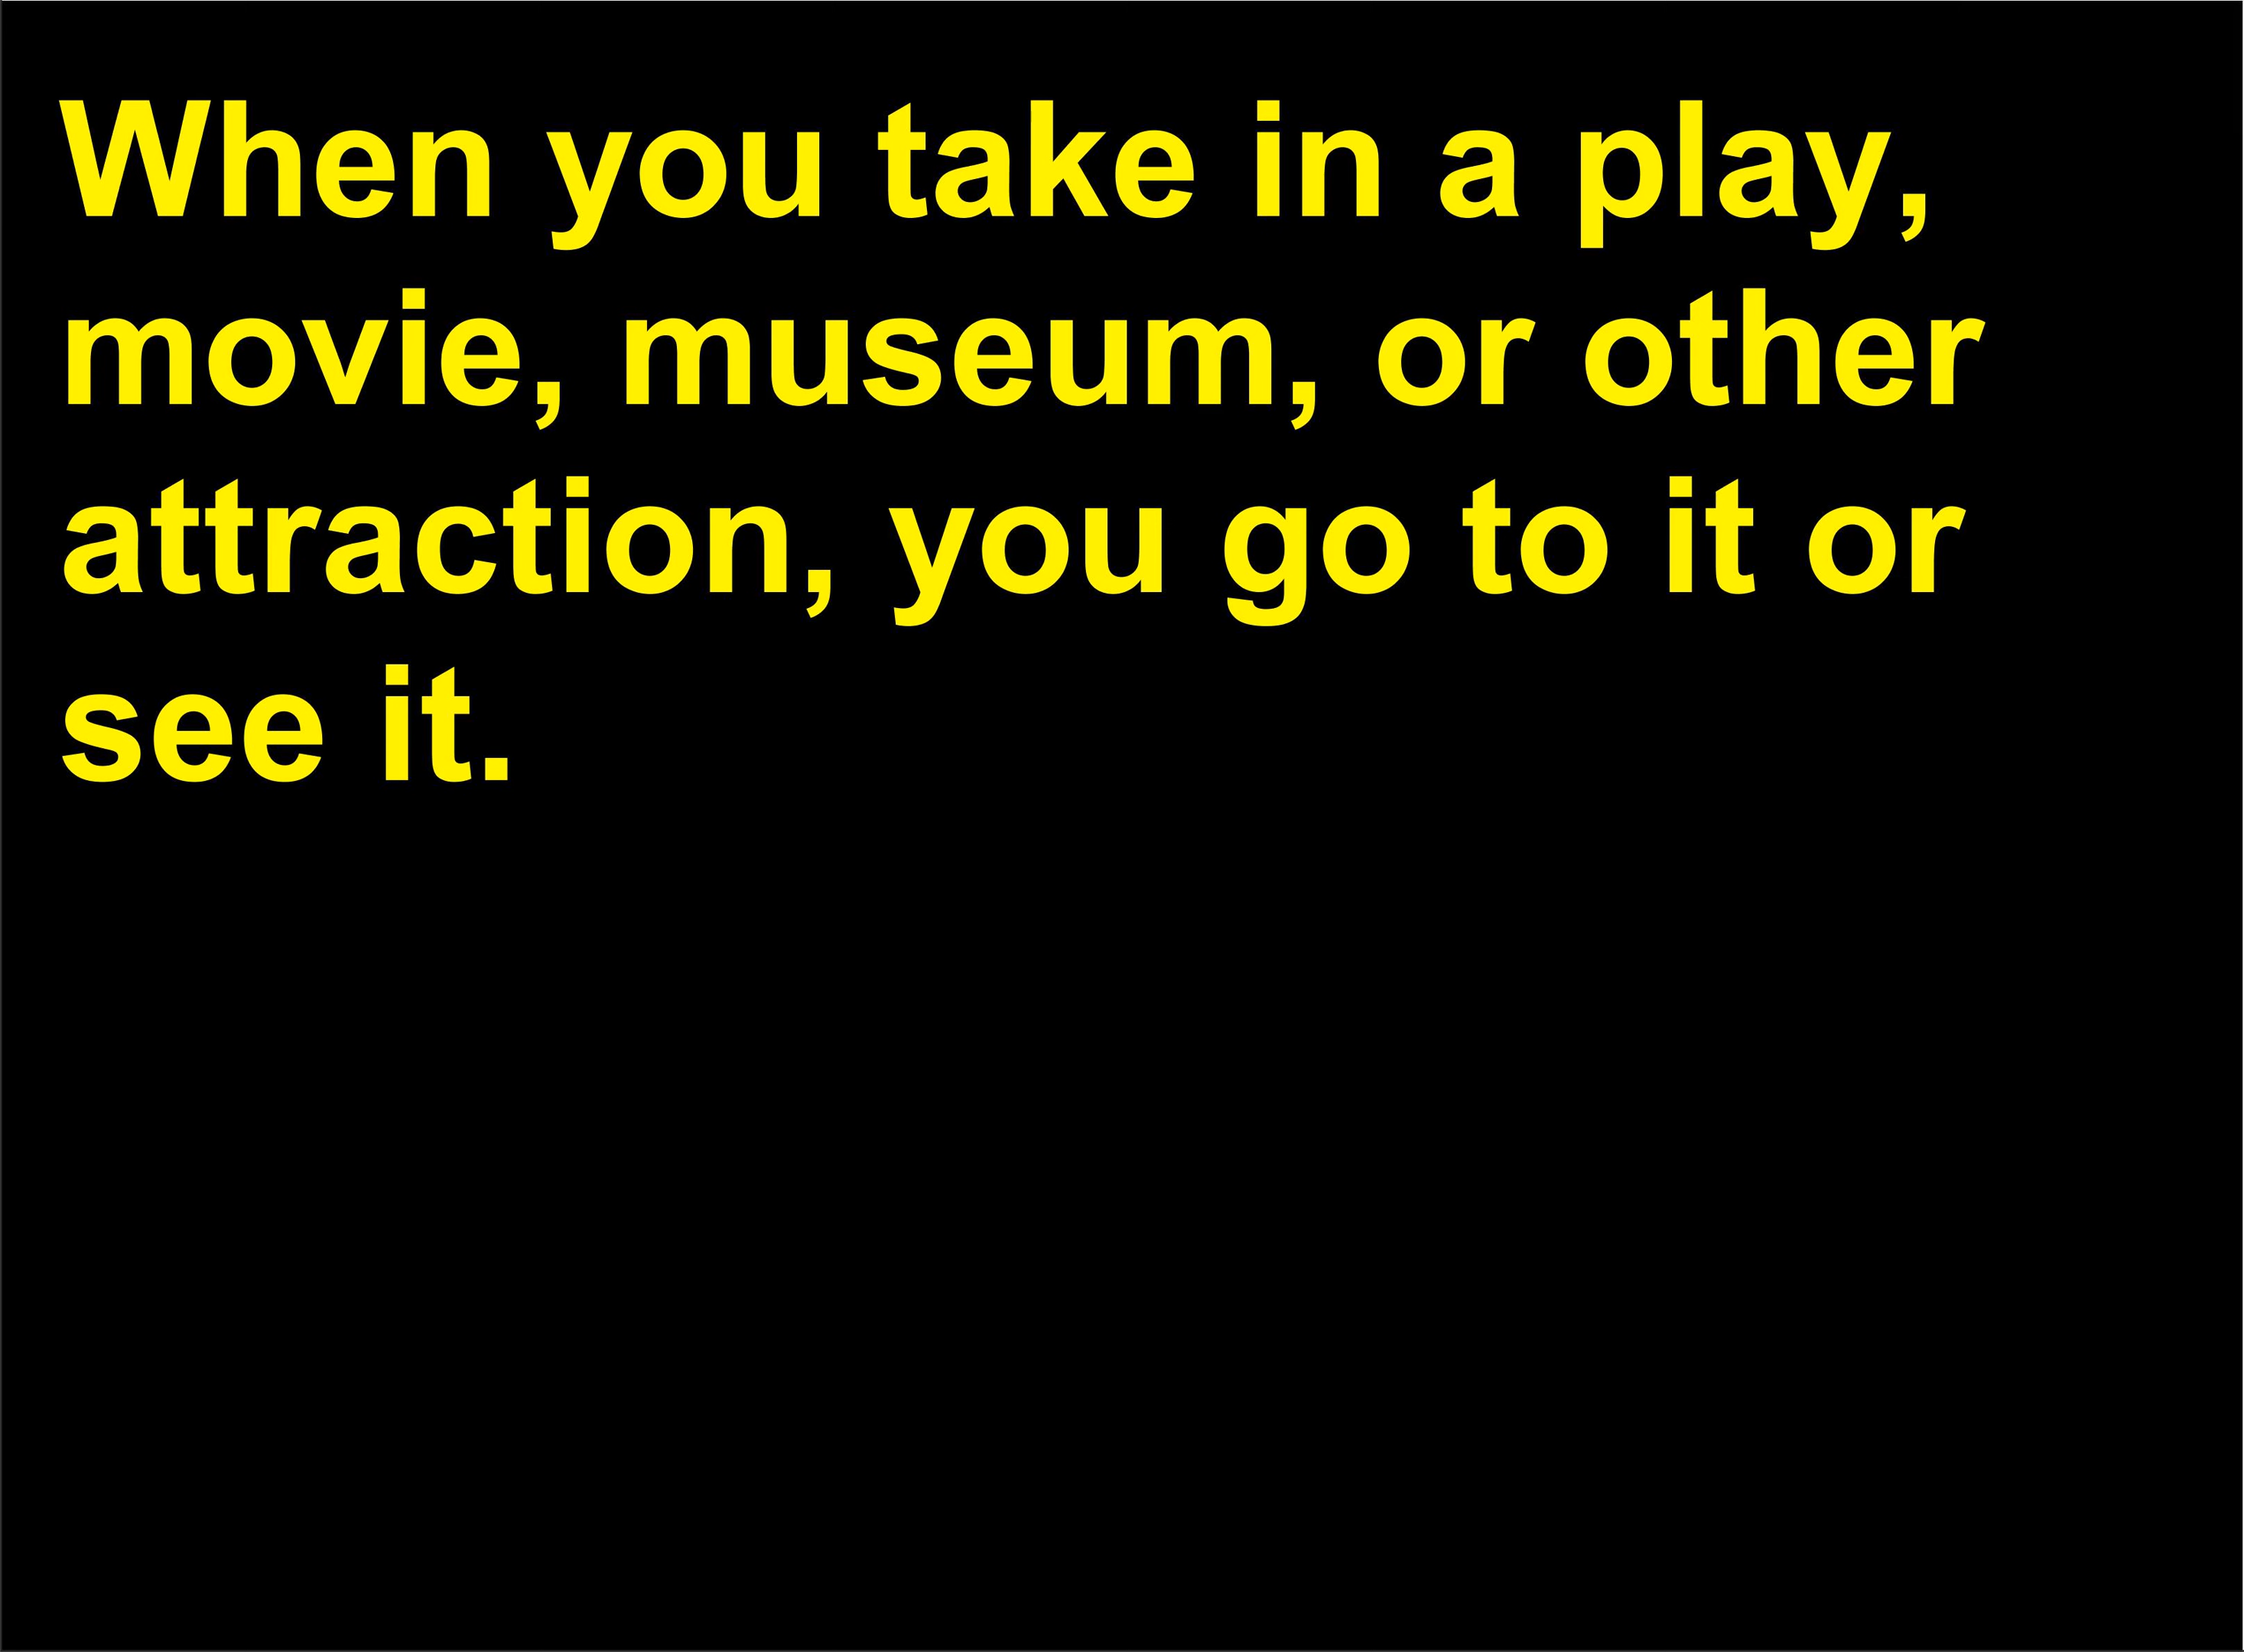 When you take in a play,
movie, museum, or other
attraction, you go to it or
see it.